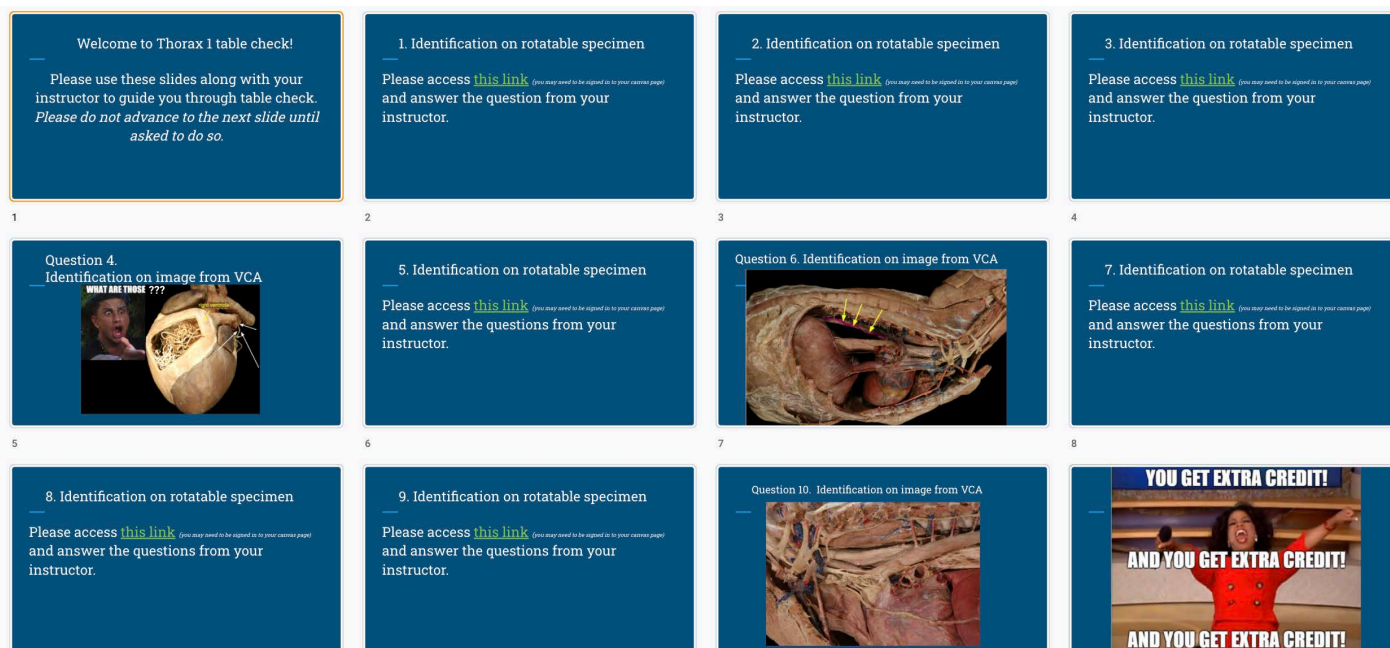 Welcome to Thorax 1 table check!
Please use these slides along with your
instructor to guide you through table check.
Please do not advance to the next slide until
asked to do so.
1
1. Identification on rotatable specimen
Please access this link (you may need to be signed in to your canvas page)
and answer the question from your
instructor.
2
2. Identification on rotatable specimen
Please access this link (you may need to be signed in to your canvas page)
and answer the question from your
instructor.
3
3. Identification on rotatable specimen
Please access this link (you may need to be signed in to your canvas page)
and answer the question from your
instructor.
4
Question 4.
Identification on image from VCA
WHAT ARE THOSE ???
right ventricle
5
5. Identification on rotatable specimen
Please access this link (you may need to be signed in to your canvas page)
and answer the questions from your
instructor.
6
Question 6. Identification on image from VCA
7
7. Identification on rotatable specimen
Please access this link (you may need to be signed in to your canvas page)
and answer the questions from your
instructor.
8
8. Identification on rotatable specimen
Please access this link (you may need to be signed in to your canvas page)
and answer the questions from your
instructor.
9. Identification on rotatable specimen
Please access this link (you may need to be signed in to your canvas page)
and answer the questions from your
instructor.
Question 10. Identification on image from VCA
YOU GET EXTRA CREDIT!
AND YOU GET EXTRA CREDIT!
AND YOU GET EXTRA CREDIT!